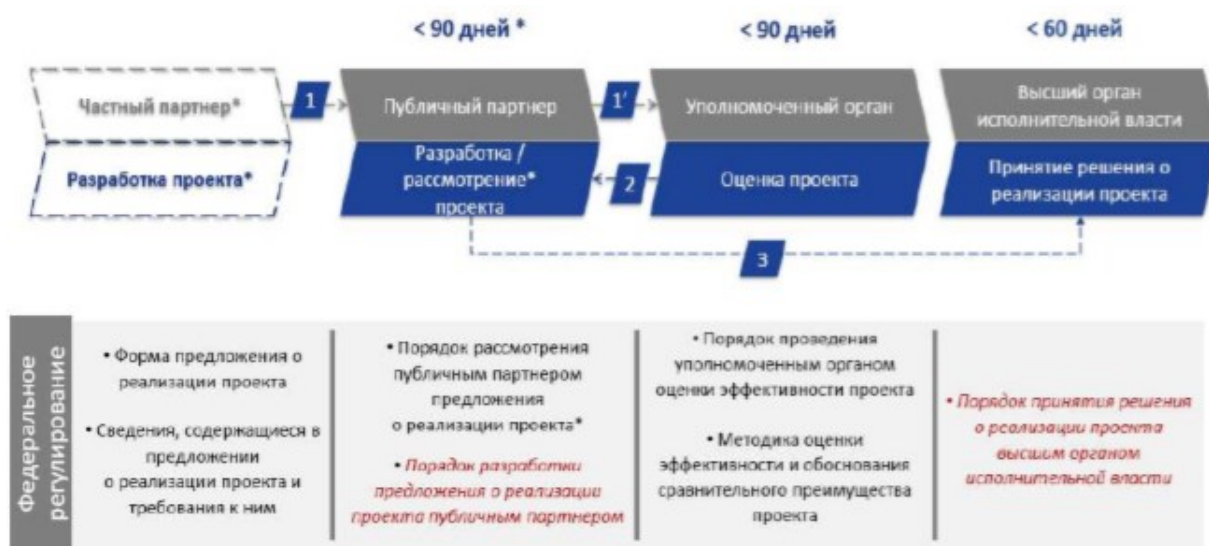 < 90 дней *
< 90 дней
< 60 дней
Частный партнер*
1
Публичный партнер
1'
Уполномоченный орган
Высший орган
исполнительной власти
Разработка проекта*
Разработка /
рассмотрение*
проекта
2
Оценка проекта
Принятие решения о
реализации проекта
3
Федеральное
регулирование
• Форма предложения о
реализации проекта
• Сведения, содержащиеся в
предложении
о реализации проекта и
требования к ним
• Порядок рассмотрения
публичным партнером
предложения
о реализации проекта*
• Порядок разработки
предложения о реализации
проекта публичным партнером
• Порядок проведения
уполномоченным органом
оценки эффективности проекта
• Методика оценки
эффективности и обоснования
сравнительного преимущества
проекта
• Порядок принятия решения
о реализации проекта
высшим органом
исполнительной власти